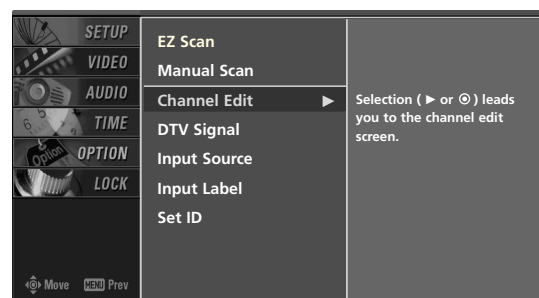 SETUP
VIDEO
AUDIO
TIME
OPTION
LOCK
Move MENU Prev
EZ Scan
Manual Scan
Channel Edit ►
DTV Signal
Input Source
Input Label
Set ID
Selection ( ► or ⊙ ) leads
you to the channel edit
screen.